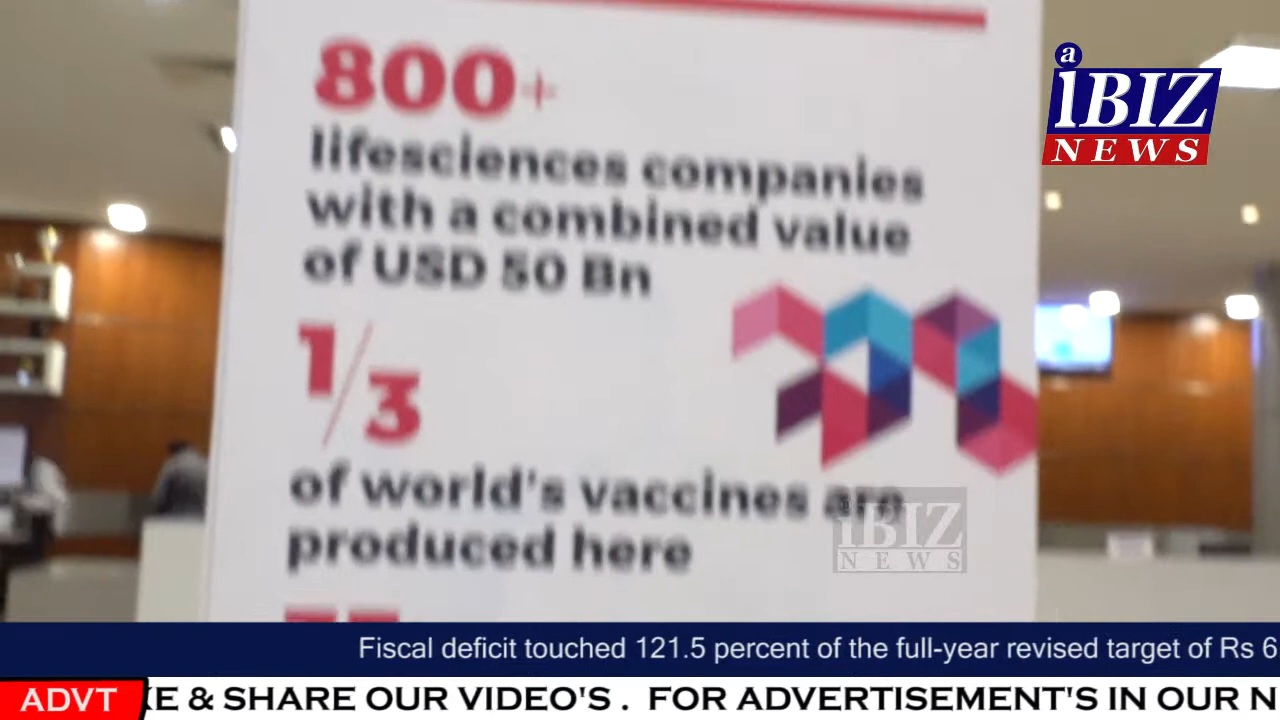 800+
lifesciences companies
with a combined value
of USD 50 Bn
1/3
of world's vaccines are
produced here
a
iBIZ
NEWS
iBIZ
NEWS
Fiscal deficit touched 121.5 percent of the full-year revised target of Rs 6
ADVT
KE & SHARE OUR VIDEO'S . FOR ADVERTISEMENT'S IN OUR N